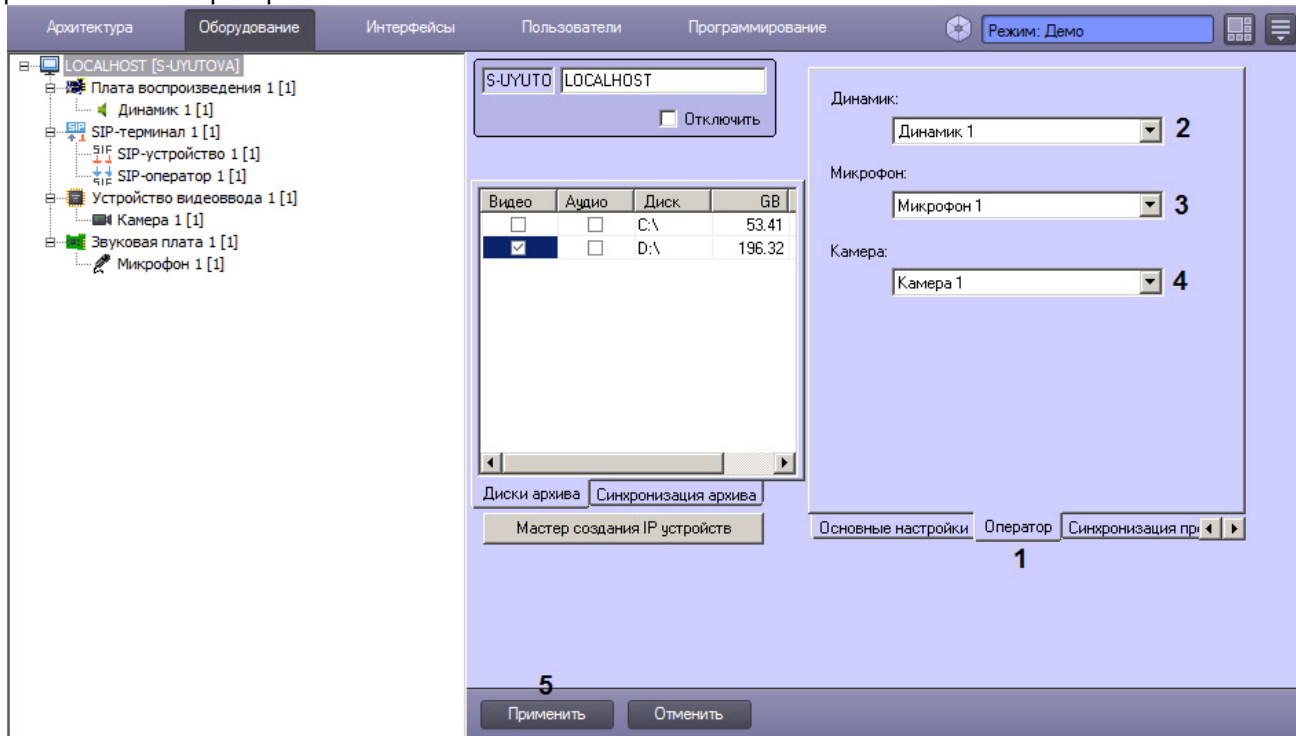 Архитектура
Оборудование
Интерфейсы
Пользователи
Программирование
Режим: Демо
LOCALHOST [S-UYUTOVA]
Плата воспроизведения 1 [1]
Динамик 1 [1]
SIP-терминал 1 [1]
SIP-устройство 1 [1]
SIP-оператор 1 [1]
Устройство видеоввода 1 [1]
Камера 1 [1]
Звуковая плата 1 [1]
Микрофон 1 [1]
S-UYUTO LOCALHOST
Отключить
Видео Аудио Диск GB
C:\ 53.41
D:\ 196.32
Диски архива Синхронизация архива
Мастер создания IP устройств
Динамик:
Динамик 1 2
Микрофон:
Микрофон 1 3
Камера:
Камера 1 4
Основные настройки Оператор Синхронизация пр
1
5
Применить Отменить